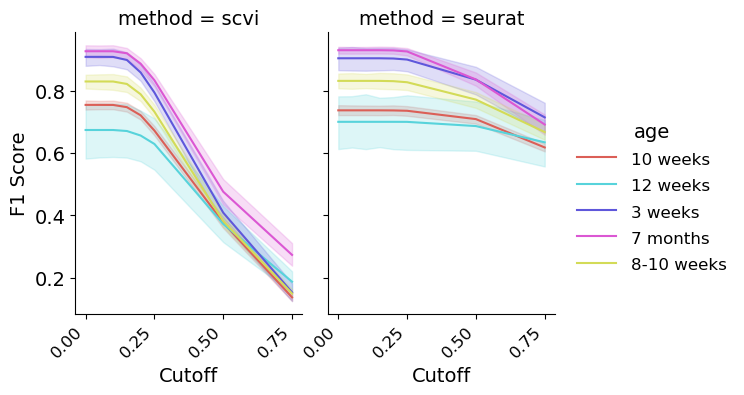 method = scvi
method = seurat
F1 Score
0.8
0.6
0.4
0.2
0.00
0.25
0.50
0.75
Cutoff
0.00
0.25
0.50
0.75
Cutoff
age
10 weeks
12 weeks
3 weeks
7 months
8-10 weeks